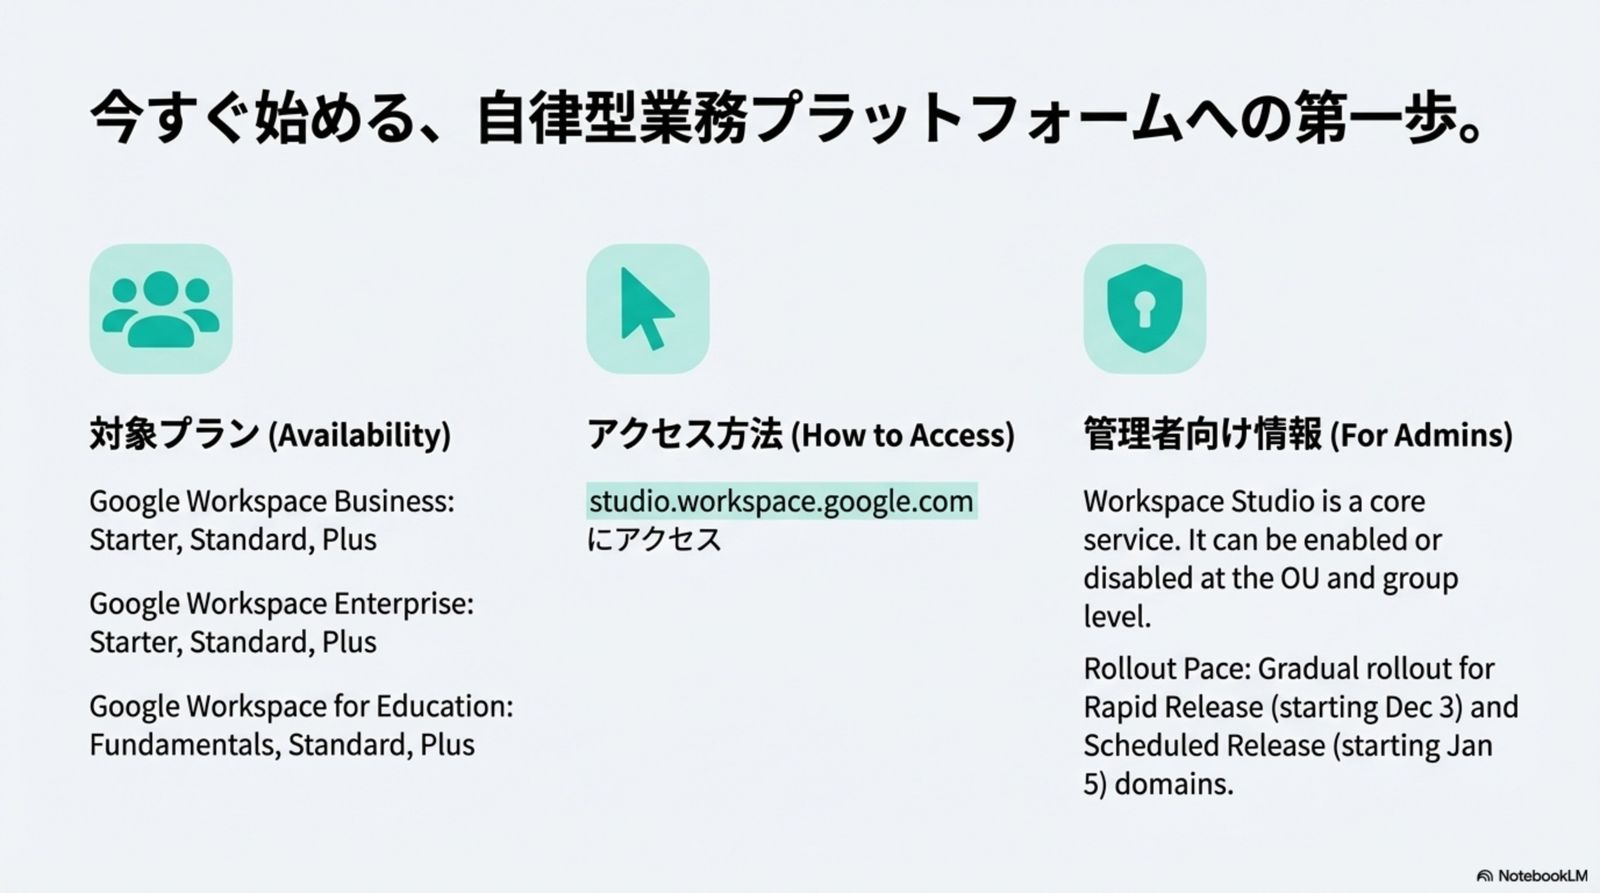 今すぐ始める、自律型業務プラットフォームへの第一歩。
対象プラン (Availability)
Google Workspace Business:
Starter, Standard, Plus
Google Workspace Enterprise:
Starter, Standard, Plus
Google Workspace for Education:
Fundamentals, Standard, Plus
アクセス方法 (How to Access)
studio.workspace.google.com
にアクセス
管理者向け情報 (For Admins)
Workspace Studio is a core
service. It can be enabled or
disabled at the OU and group
level.
Rollout Pace: Gradual rollout for
Rapid Release (starting Dec 3) and
Scheduled Release (starting Jan
5) domains.
NotebookLM